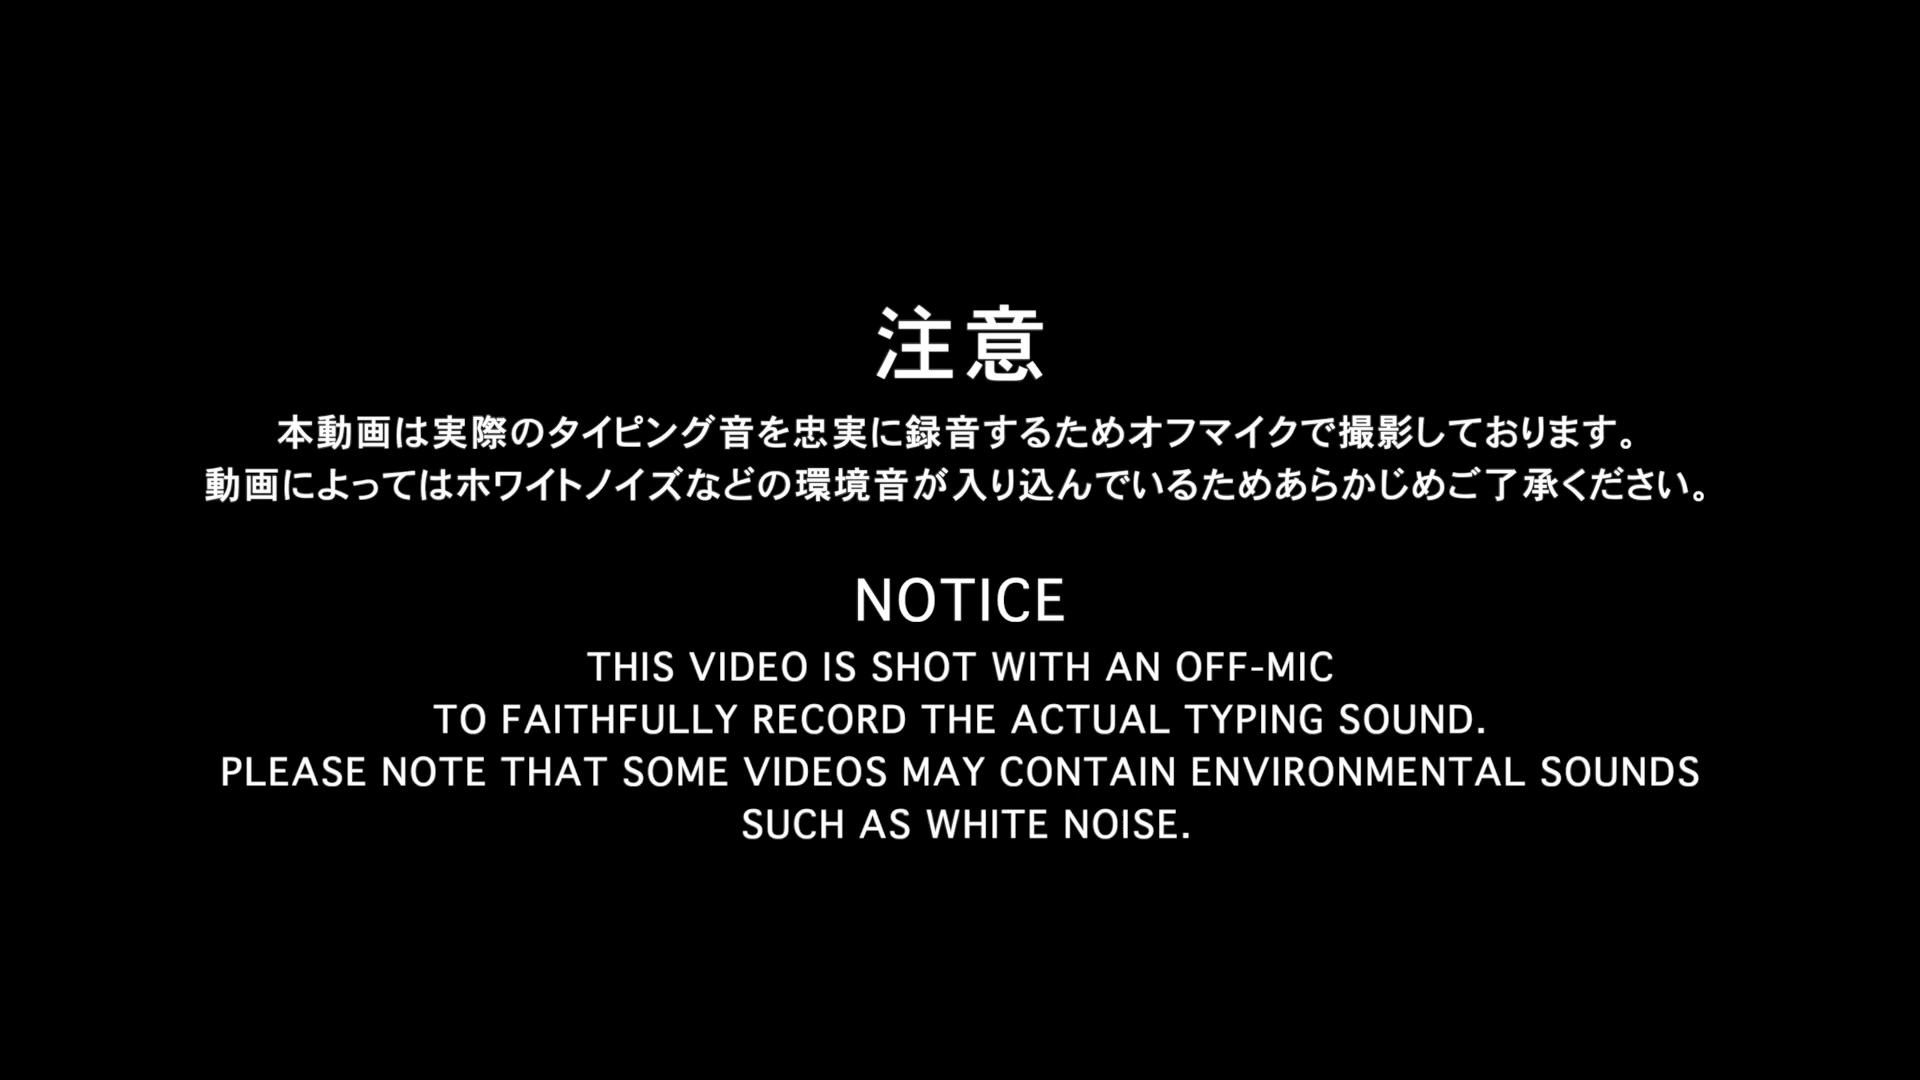 注意
本動画は実際のタイピング音を忠実に録音するためオフマイクで撮影しております。
動画によってはホワイトノイズなどの環境音が入り込んでいるためあらかじめご了承ください。
NOTICE
THIS VIDEO IS SHOT WITH AN OFF-MIC
TO FAITHFULLY RECORD THE ACTUAL TYPING SOUND.
PLEASE NOTE THAT SOME VIDEOS MAY CONTAIN ENVIRONMENTAL SOUNDS
SUCH AS WHITE NOISE.